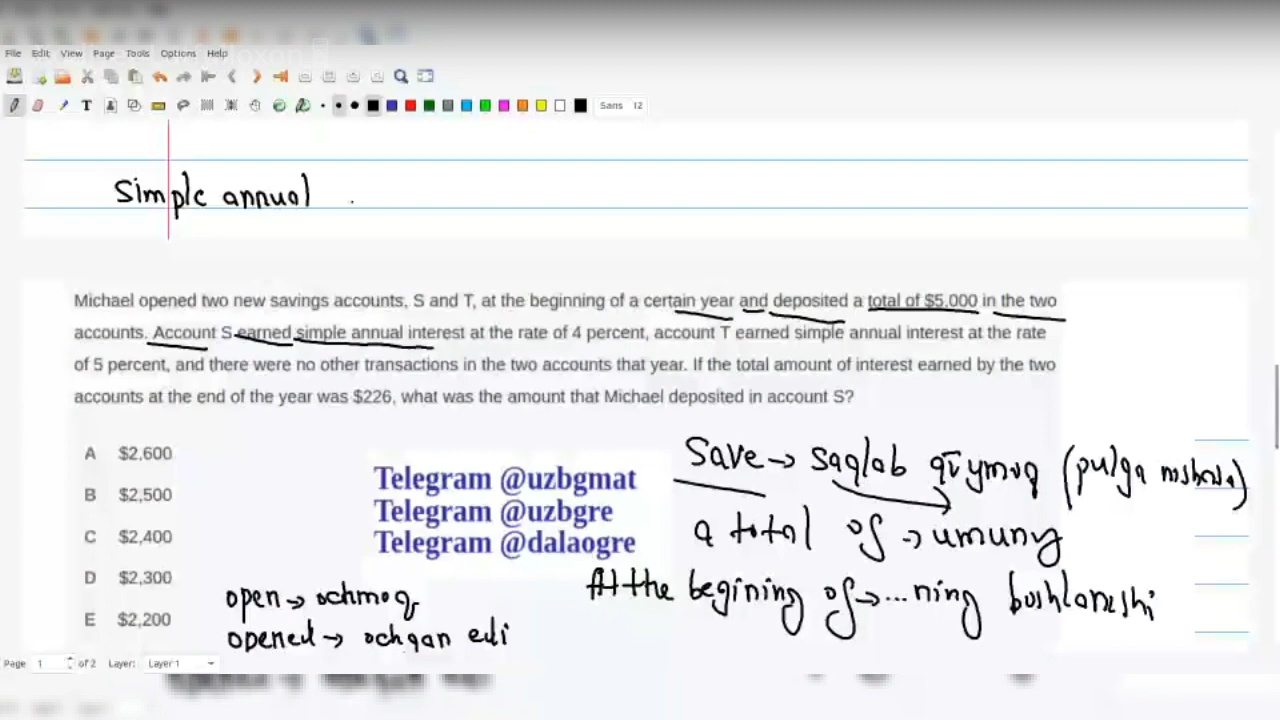 File Edit View Page Tools Options Help
Sans 12
Simple annual
Michael opened two new savings accounts, S and T, at the beginning of a certain year and deposited a total of $5,000 in the two
accounts. Account S earned simple annual interest at the rate of 4 percent, account T earned simple annual interest at the rate
of 5 percent, and there were no other transactions in the two accounts that year. If the total amount of interest earned by the two
accounts at the end of the year was $226, what was the amount that Michael deposited in account S?
A $2,600
B $2,500
C $2,400
D $2,300
E $2,200
Telegram @uzbgmat
Telegram @uzbgre
Telegram @dalaogre
Save → saqlab qo'ymoq (pulga
a total of → umumy
At the begining of → ...ning boshlanishi
open → ochmoq
opened → ochgan edi
Page 1 of 2 Layer: Layer 1